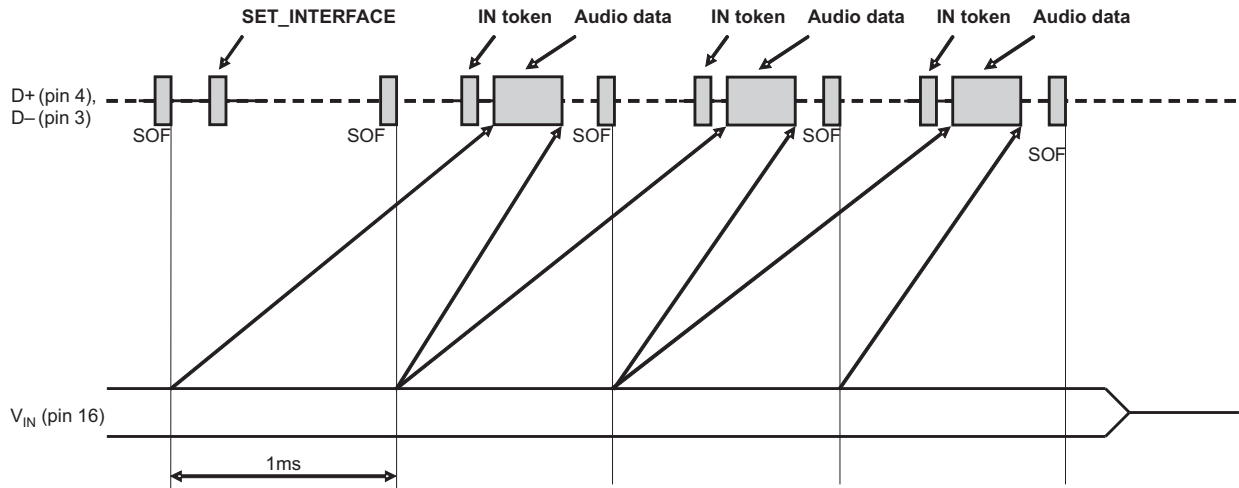 SET_INTERFACE
IN token
Audio data
IN token
Audio data
IN token
Audio data
D+ (pin 4),
D– (pin 3)
SOF
SOF
SOF
SOF
SOF
VIN (pin 16)
1ms